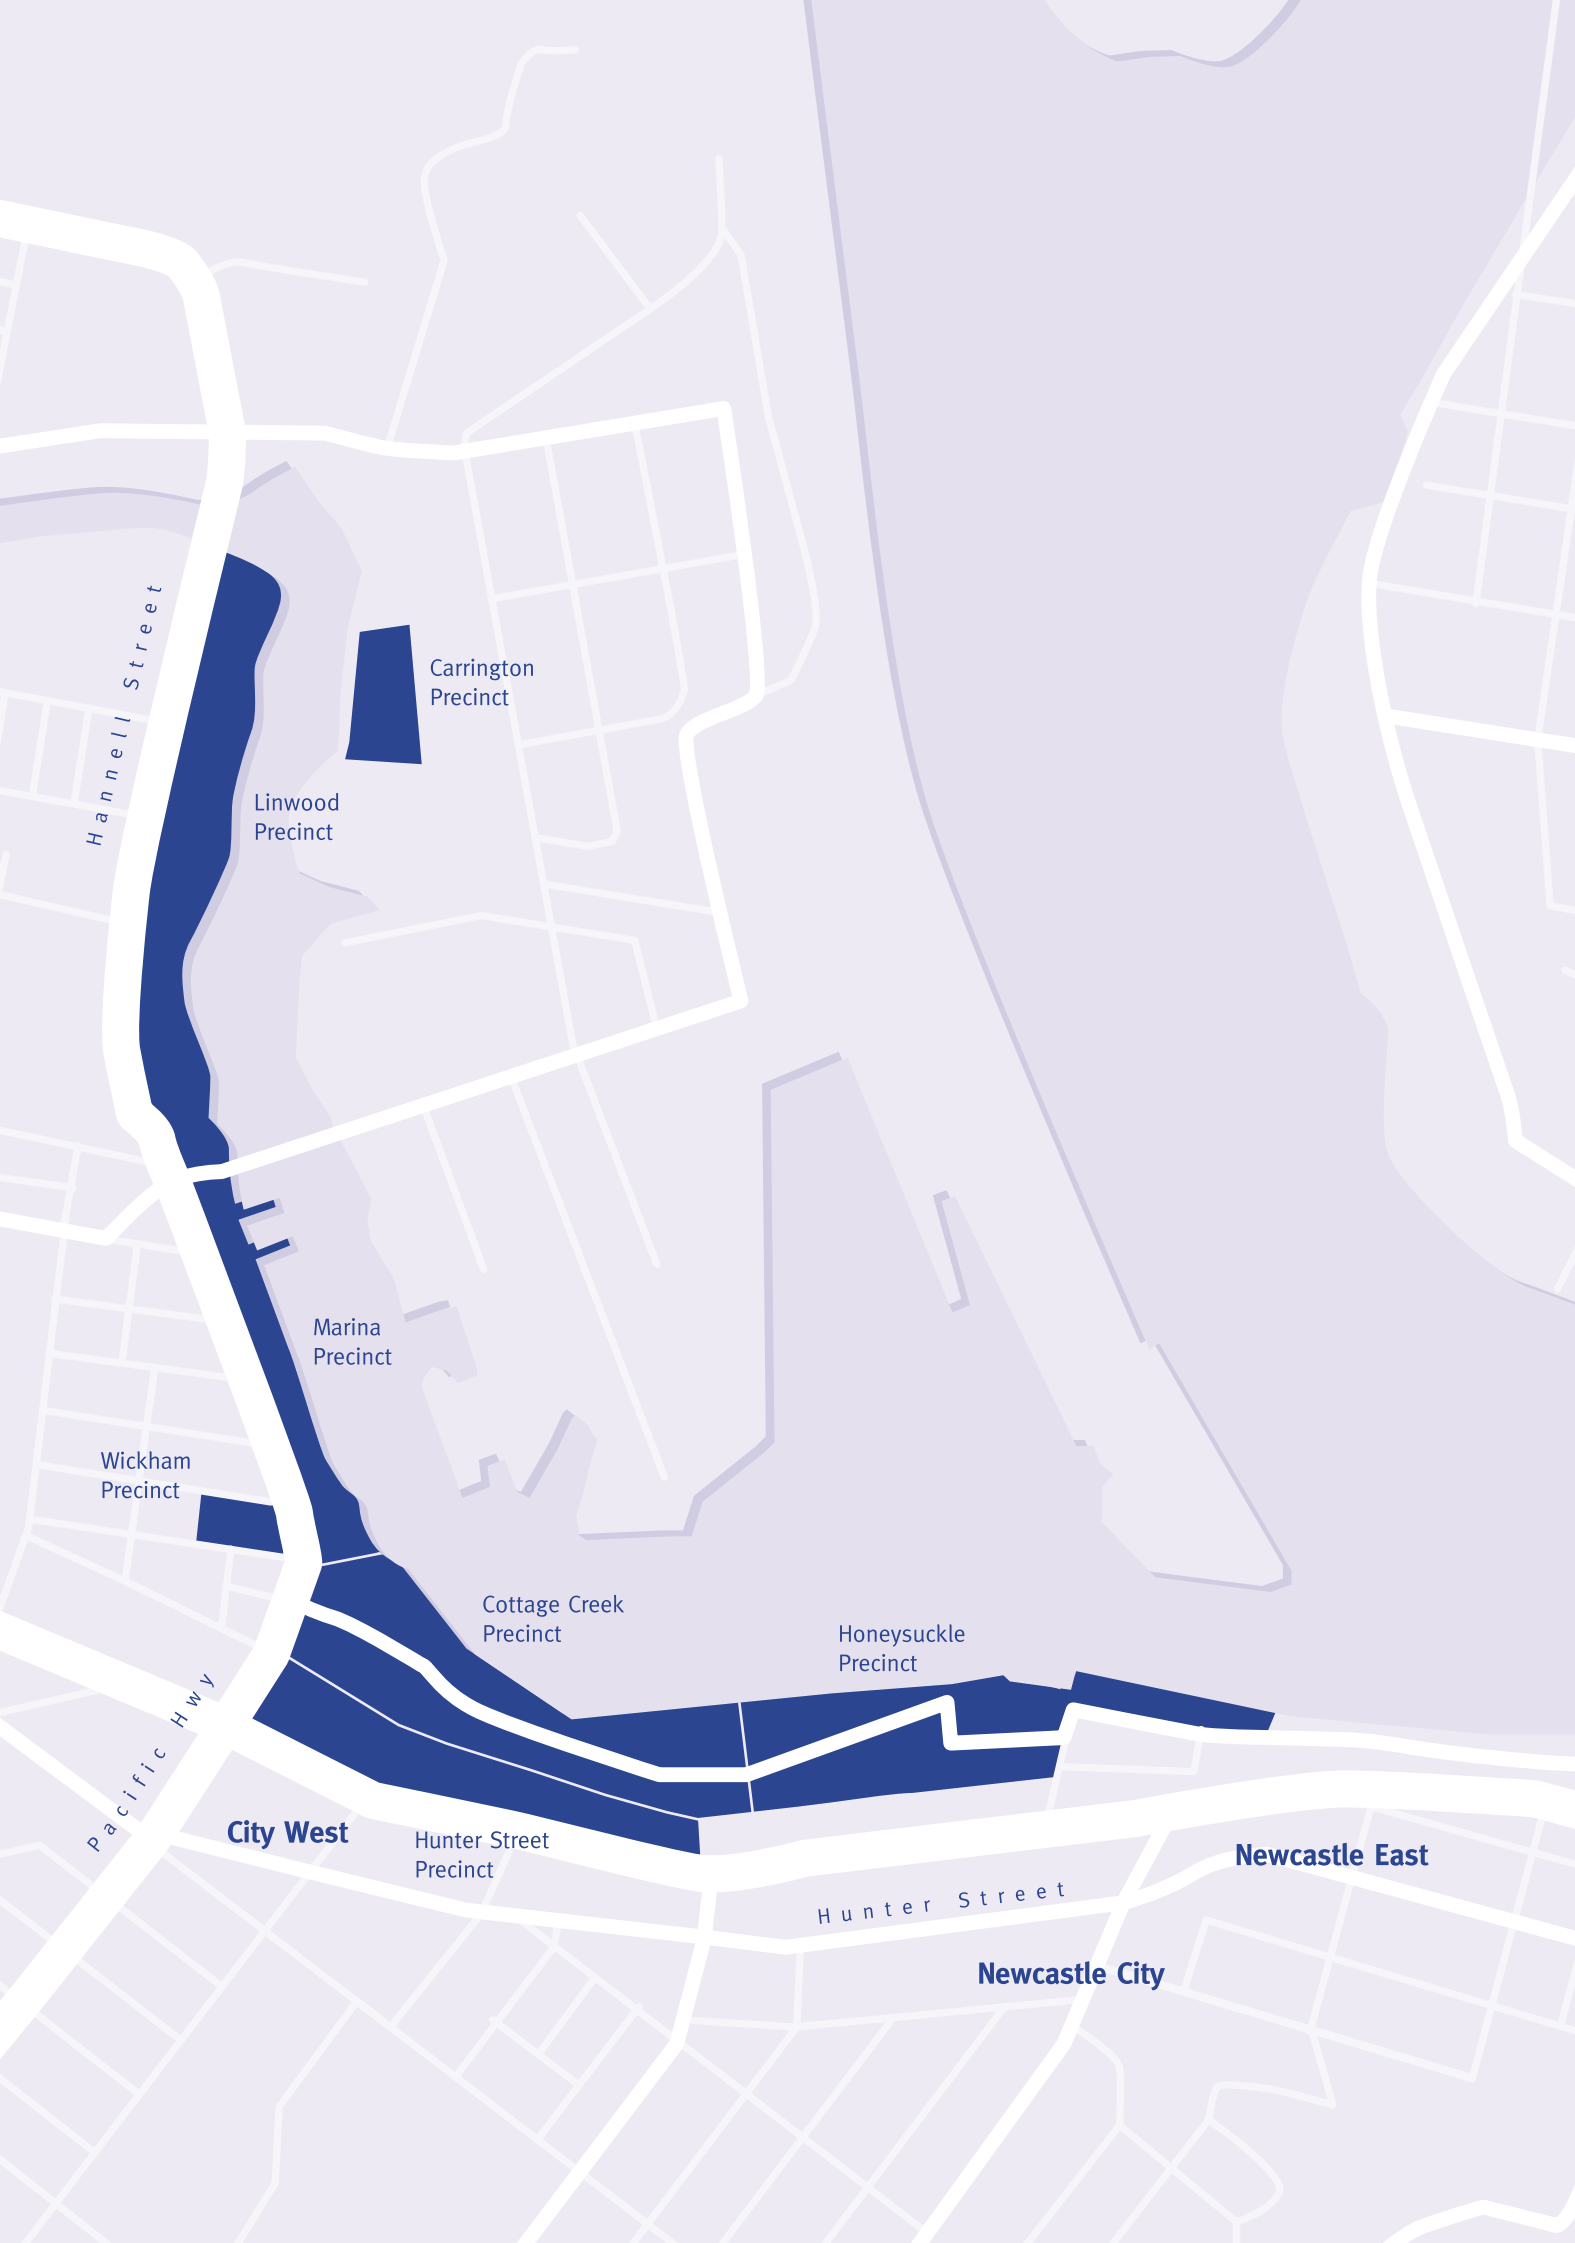 Hannell Street
Carrington
Precinct
Linwood
Precinct
Marina
Precinct
Wickham
Precinct
Cottage Creek
Precinct
Honeysuckle
Precinct
Pacific Hwy
City West
Hunter Street
Precinct
Newcastle East
Hunter Street
Newcastle City